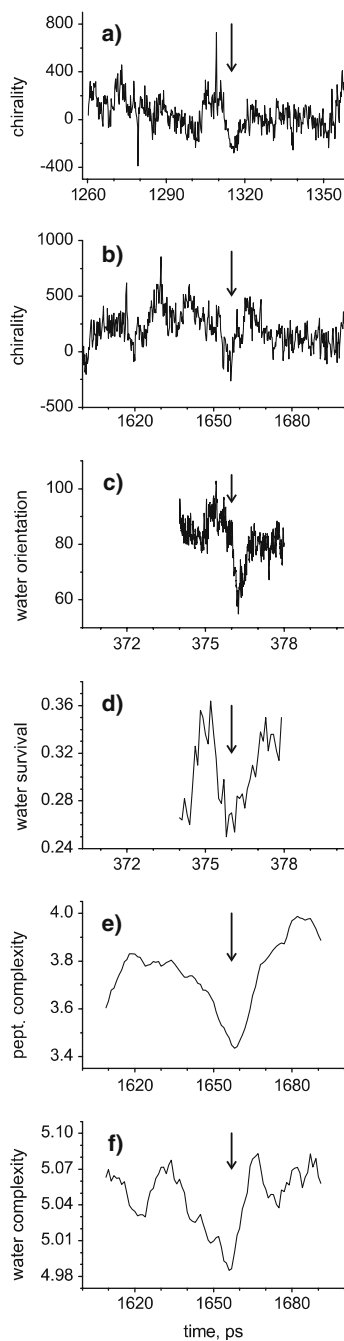 a)
chirality
800
400
0
-400
1260 1290 1320 1350
b)
chirality
1000
500
0
-500
1620 1650 1680
c)
water orientation
100
80
60
372 375 378
d)
water survival
0.36
0.32
0.28
0.24
372 375 378
e)
pept. complexity
4.0
3.8
3.6
3.4
1620 1650 1680
f)
water complexity
5.10
5.07
5.04
5.01
4.98
1620 1650 1680
time, ps